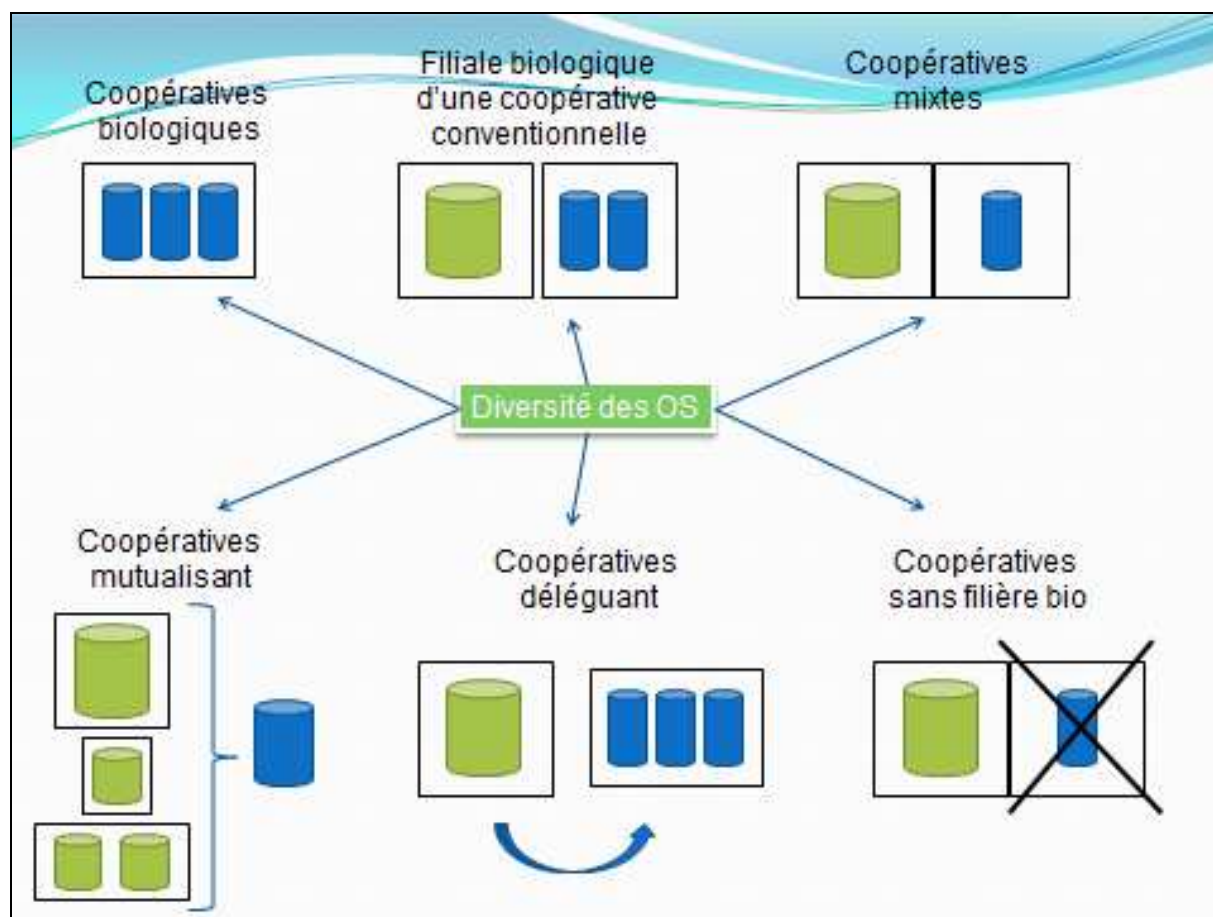 Coopératives
biologiques
Filiale biologique
d'une coopérative
conventionnelle
Coopératives
mixtes
Diversité des OS
Coopératives
mutualisant
Coopératives
déléguant
Coopératives
sans filière bio